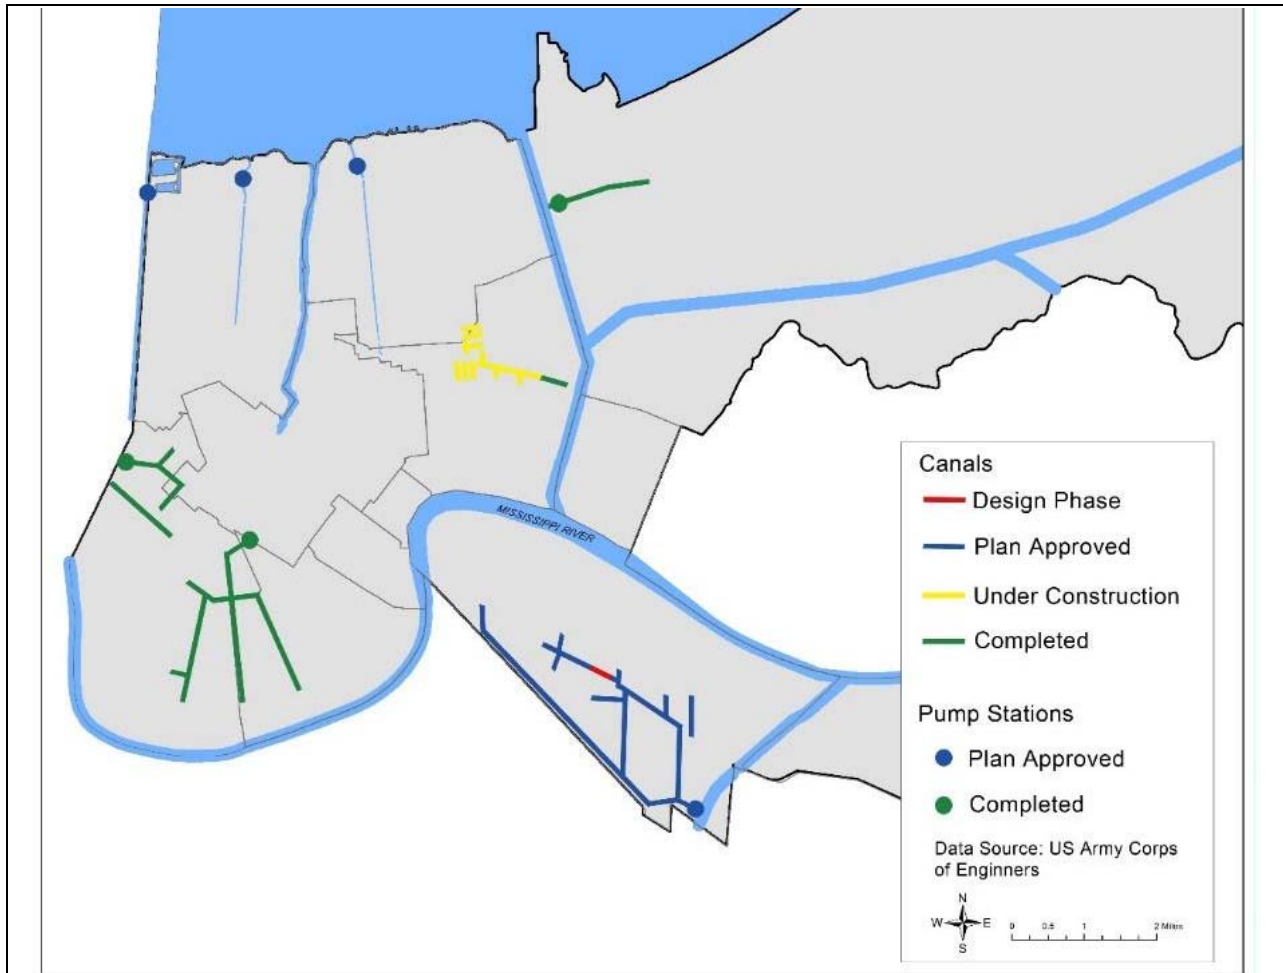 MISSISSIPPI RIVER
Canals
Design Phase
Plan Approved
Under Construction
Completed
Pump Stations
Plan Approved
Completed
Data Source: US Army Corps
of Enginners
N
W E
S
0 0.5 1 2 Miles